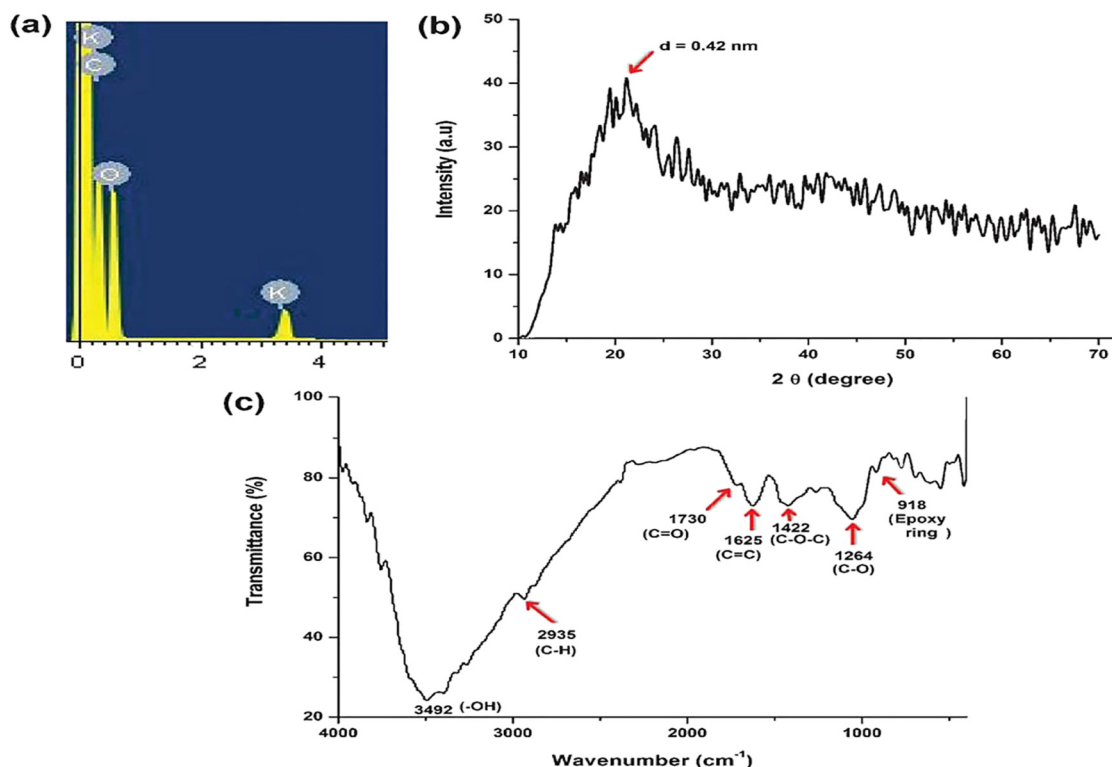 (a)
K
C
O
K
0 2 4
(b)
d = 0.42 nm
50
40
30
20
10
0
Intensity (a.u)
10 20 30 40 50 60 70
2 θ (degree)
(c)
100
80
60
40
20
Transmittance (%)
3492 (-OH)
2935
(C-H)
1730
(C=O)
1625
(C=C)
1422
(C-O-C)
1264
(C-O)
918
(Epoxy
ring )
4000 3000 2000 1000
Wavenumber (cm⁻¹)